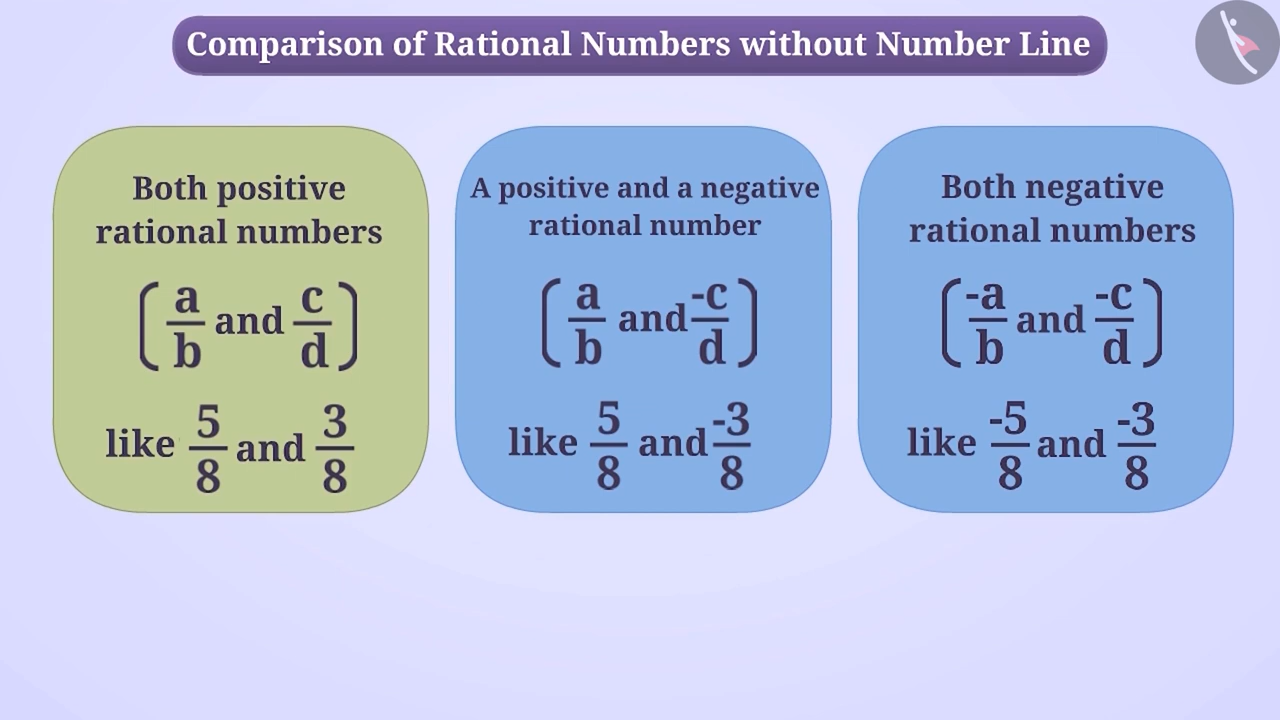 Comparison of Rational Numbers without Number Line
Both positive
rational numbers
(a/b and c/d)
like 5/8 and 3/8
A positive and a negative
rational number
(a/b and -c/d)
like 5/8 and -3/8
Both negative
rational numbers
(-a/b and -c/d)
like -5/8 and -3/8